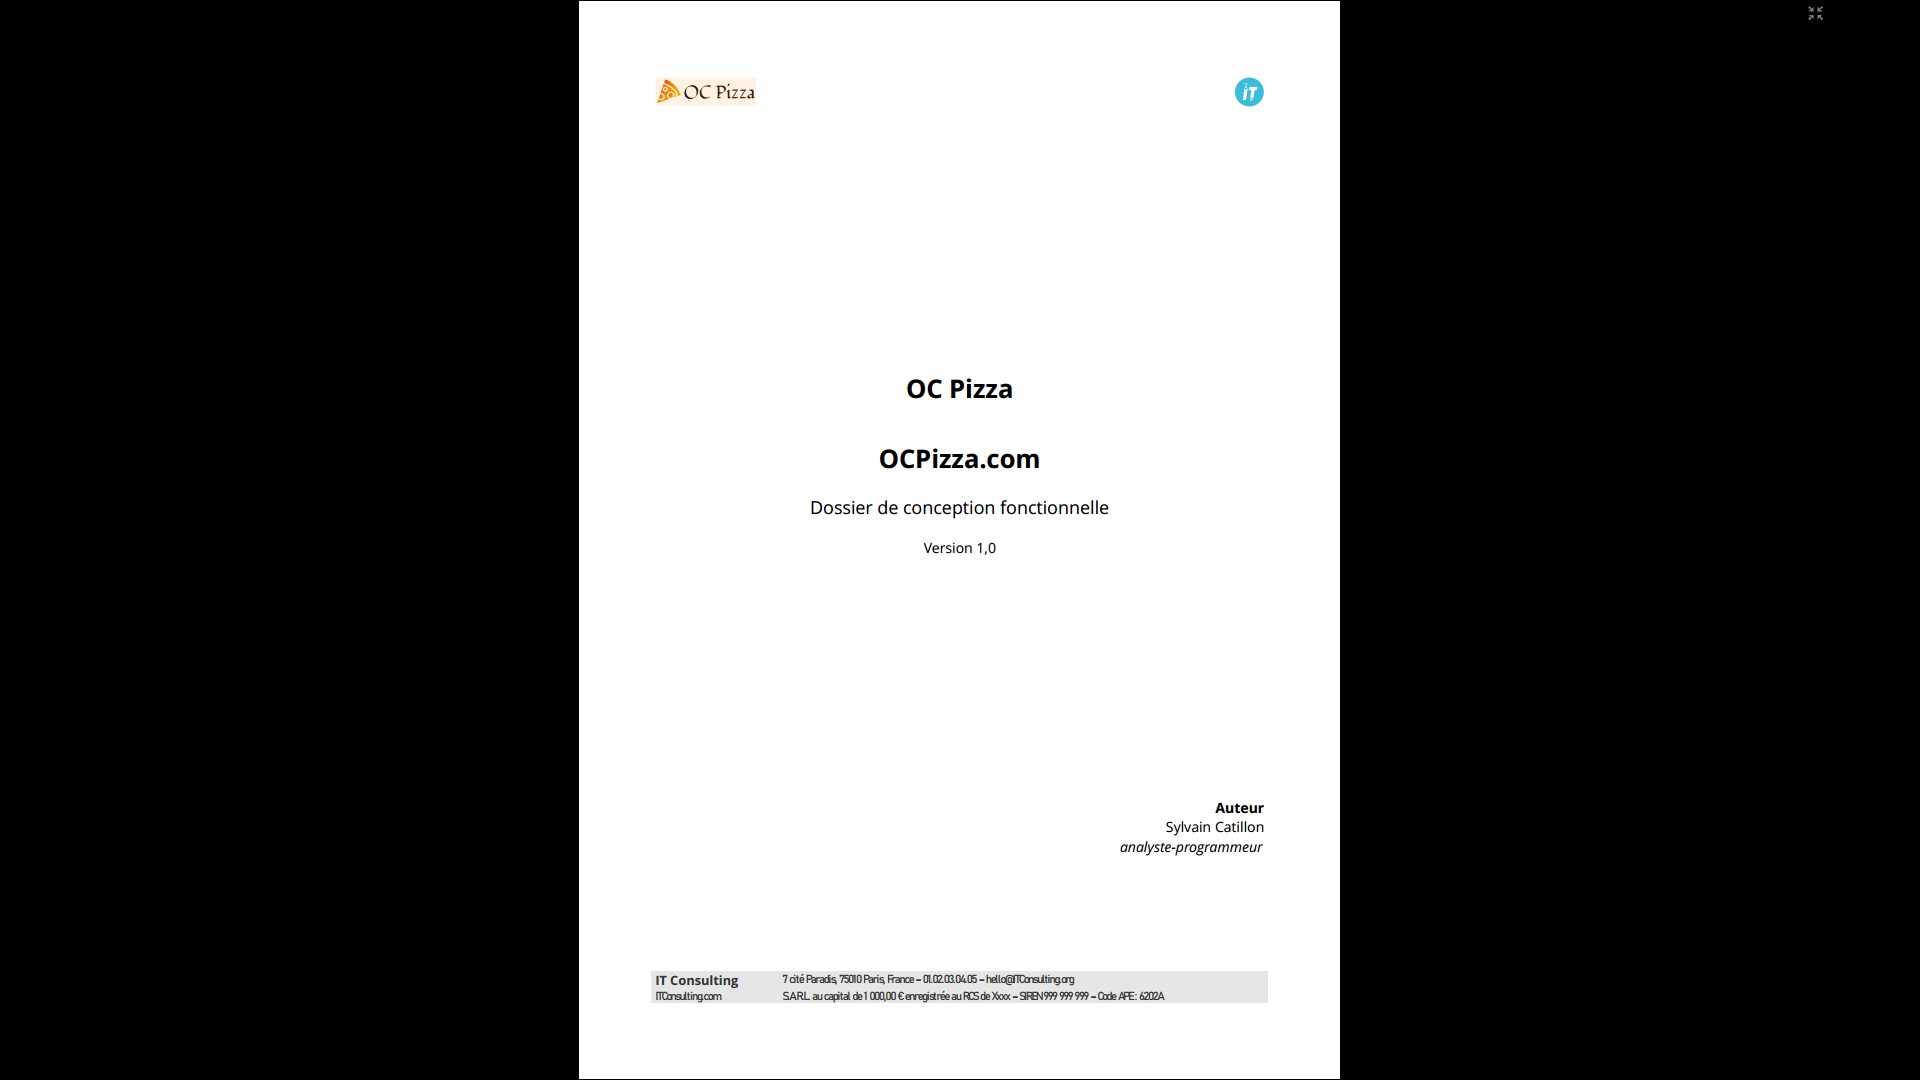 OC Pizza
iT
OC Pizza
OCPizza.com
Dossier de conception fonctionnelle
Version 1,0
Auteur
Sylvain Catillon
analyste-programmeur
IT Consulting
7 cité Paradis, 75010 Paris, France – 01.02.03.04.05 – hello@ITConsulting.org
ITConsulting.com
S.A.R.L. au capital de 1 000,00 € enregistrée au RCS de Xxxx – SIREN 999 999 999 – Code APE : 6202A